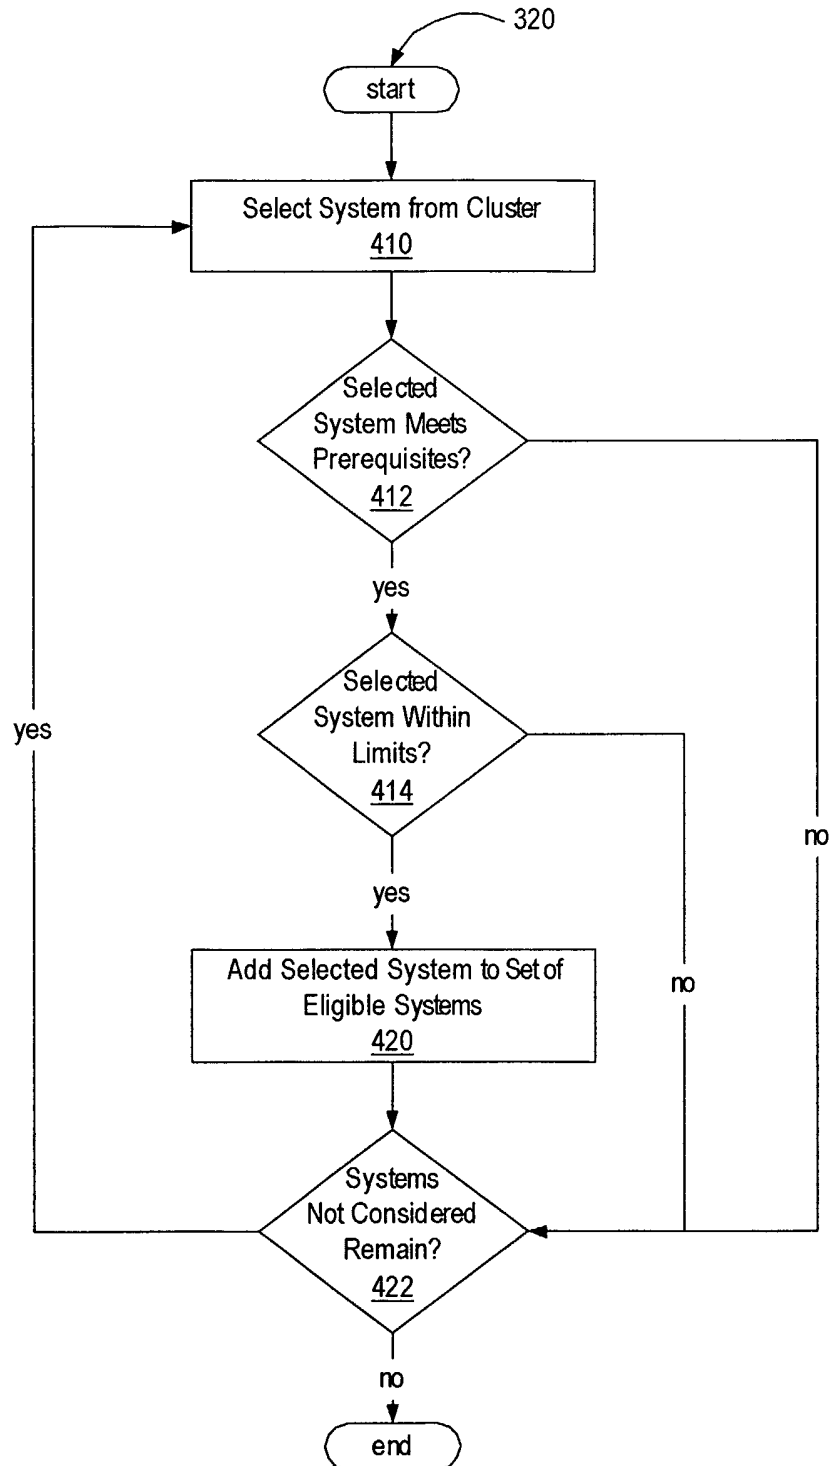 320
start
Select System from Cluster
410
Selected
System Meets
Prerequisites?
412
yes
Selected
System Within
Limits?
414
yes
no
yes
Add Selected System to Set of
Eligible Systems
420
no
Systems
Not Considered
Remain?
422
no
end